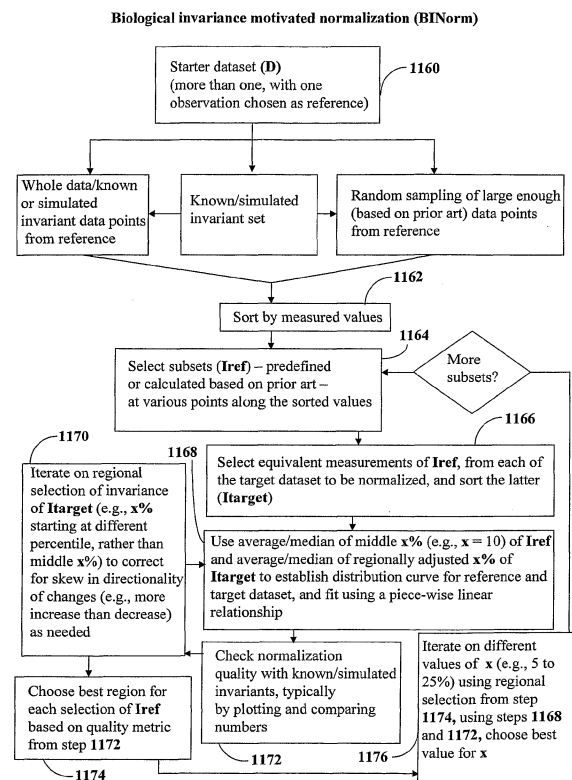 Biological invariance motivated normalization (BINorm)
Starter dataset (D)
(more than one, with one
observation chosen as reference)
1160
Whole data/known
or simulated
invariant data points
from reference
Known/simulated
invariant set
Random sampling of large enough
(based on prior art) data points
from reference
1162
Sort by measured values
1164
Select subsets (Iref) – predefined
or calculated based on prior art –
at various points along the sorted values
More
subsets?
1166
Select equivalent measurements of Iref, from each of
the target dataset to be normalized, and sort the latter
(Itarget)
1170
Iterate on regional
selection of invariance
of Itarget (e.g., x%
starting at different
percentile, rather than
middle x%) to correct
for skew in directionality
of changes (e.g., more
increase than decrease)
as needed
1168
Use average/median of middle x% (e.g., x = 10) of Iref
and average/median of regionally adjusted x% of
Itarget to establish distribution curve for reference and
target dataset, and fit using a piece-wise linear
relationship
Check normalization
quality with known/simulated
invariants, typically
by plotting and comparing
numbers
1172
Choose best region for
each selection of Iref
based on quality metric
from step 1172
1174
Iterate on different
values of x (e.g., 5 to
25%) using regional
selection from step
1174, using steps 1168
and 1172, choose best
value for x
1176